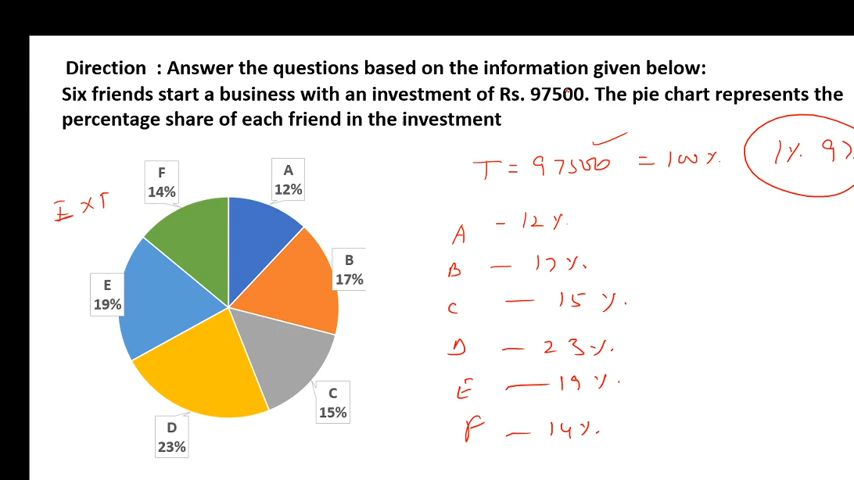 Direction : Answer the questions based on the information given below:
Six friends start a business with an investment of Rs. 97500. The pie chart represents the
percentage share of each friend in the investment
T = 97500 = 100%
1% 97
F
14%
A
12%
I x T
B
17%
E
19%
C
15%
D
23%
A - 12%
B - 17%
C - 15%
D - 23%
E - 19%
F - 14%